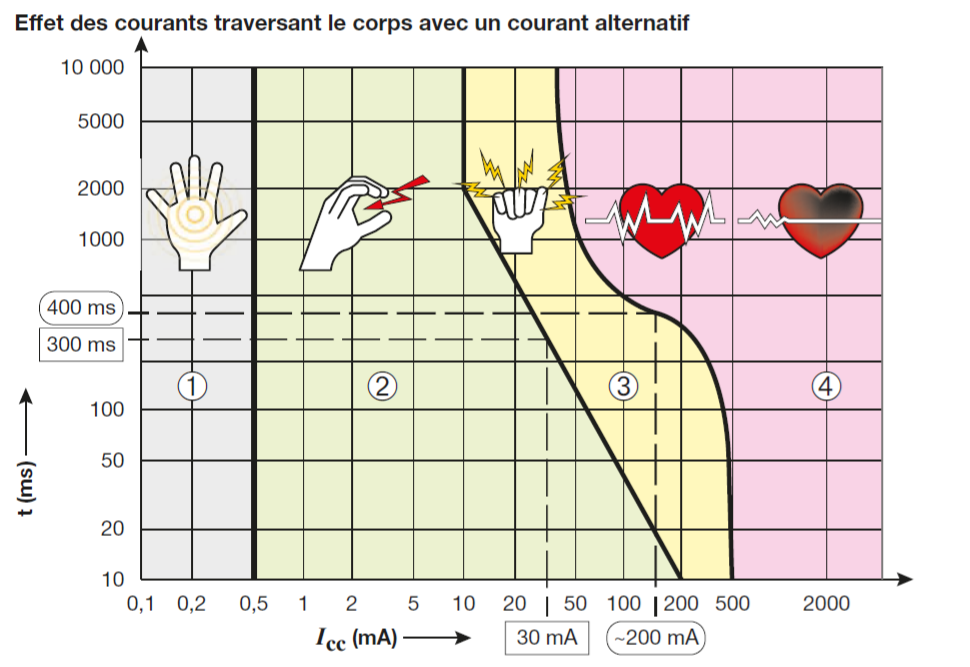 Effet des courants traversant le corps avec un courant alternatif
10 000
5000
2000
1000
400 ms
300 ms
100
50
20
10
t (ms)
1
2
3
4
0,1 0,2 0,5 1 2 5 10 20 50 100 200 500 2000
Icc (mA)
30 mA
~200 mA